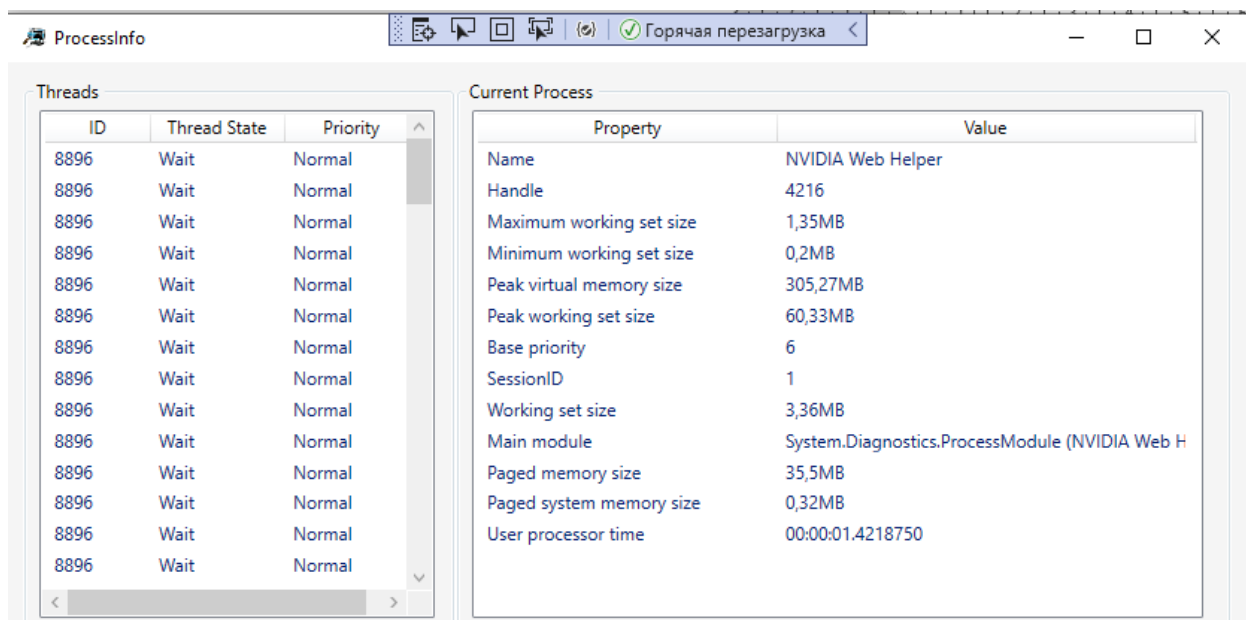 ProcessInfo
Горячая перезагрузка
Threads
ID Thread State Priority
8896 Wait Normal
8896 Wait Normal
8896 Wait Normal
8896 Wait Normal
8896 Wait Normal
8896 Wait Normal
8896 Wait Normal
8896 Wait Normal
8896 Wait Normal
8896 Wait Normal
8896 Wait Normal
8896 Wait Normal
8896 Wait Normal
8896 Wait Normal
Current Process
Property Value
Name NVIDIA Web Helper
Handle 4216
Maximum working set size 1,35MB
Minimum working set size 0,2MB
Peak virtual memory size 305,27MB
Peak working set size 60,33MB
Base priority 6
SessionID 1
Working set size 3,36MB
Main module System.Diagnostics.ProcessModule (NVIDIA Web H
Paged memory size 35,5MB
Paged system memory size 0,32MB
User processor time 00:00:01.4218750